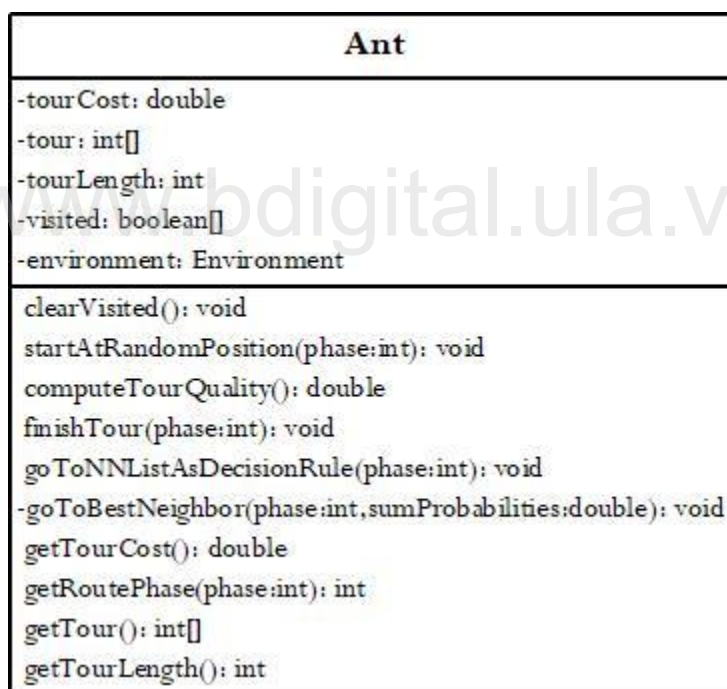 Ant
-tourCost: double
-tour: int[]
-tourLength: int
-visited: boolean[]
-environment: Environment
clearVisited(): void
startAtRandomPosition(phase:int): void
computeTourQuality(): double
finishTour(phase:int): void
goToNNListAsDecisionRule(phase:int): void
-goToBestNeighbor(phase:int,sumProbabilities:double): void
getTourCost(): double
getRoutePhase(phase:int): int
getTour(): int[]
getTourLength(): int
www.bdigital.ula.v